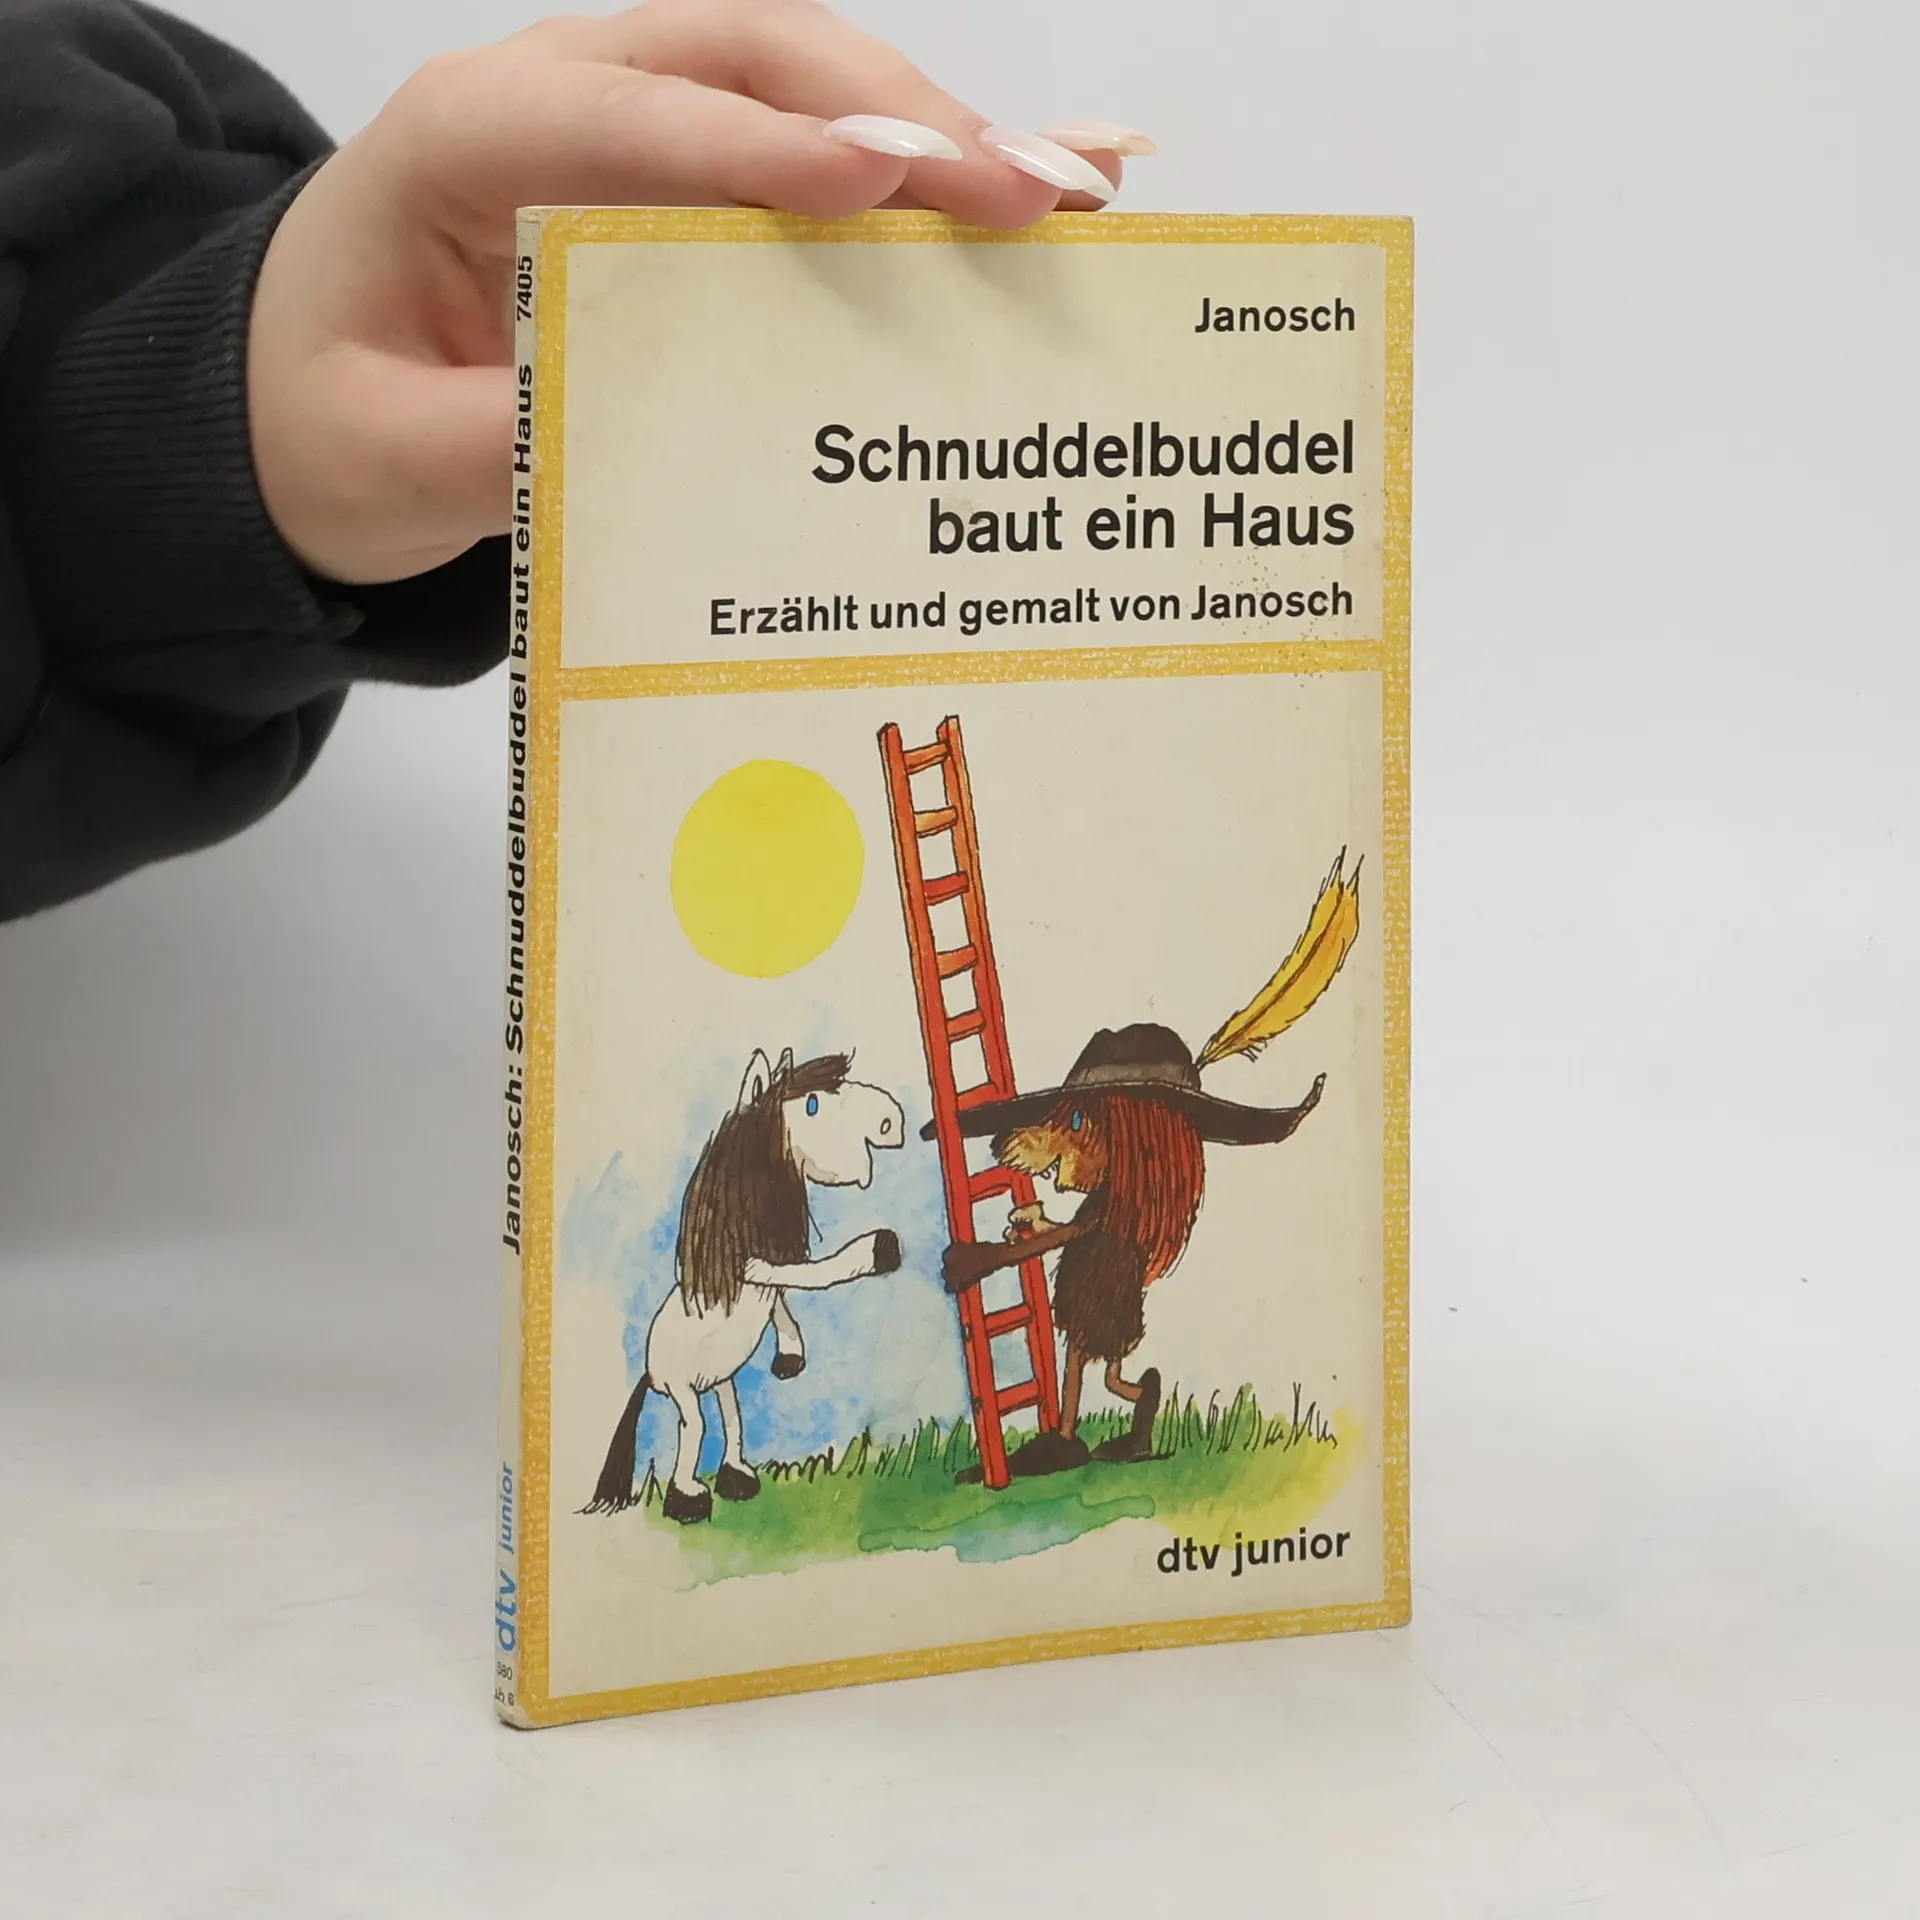 Janosch
Schnuddelbuddel
baut ein Haus
Erzählt und gemalt von Janosch
dtv junior
Janosch: Schnuddelbuddel baut ein Haus 7405
dtv junior